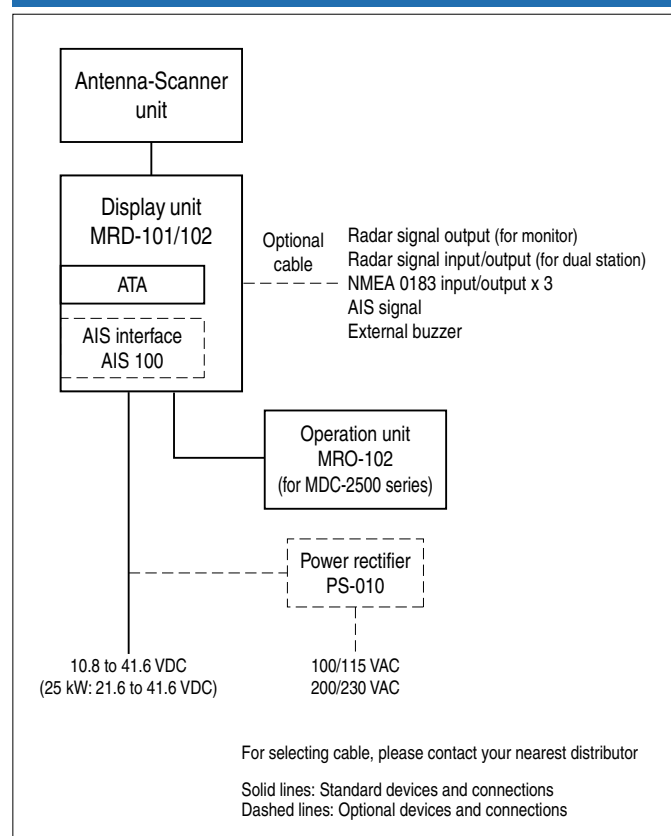 Antenna-Scanner
unit
Display unit
MRD-101/102
ATA
AIS interface
AIS 100
Optional
cable
Radar signal output (for monitor)
Radar signal input/output (for dual station)
NMEA 0183 input/output x 3
AIS signal
External buzzer
Operation unit
MRO-102
(for MDC-2500 series)
Power rectifier
PS-010
10.8 to 41.6 VDC
(25 kW: 21.6 to 41.6 VDC)
100/115 VAC
200/230 VAC
For selecting cable, please contact your nearest distributor
Solid lines: Standard devices and connections
Dashed lines: Optional devices and connections